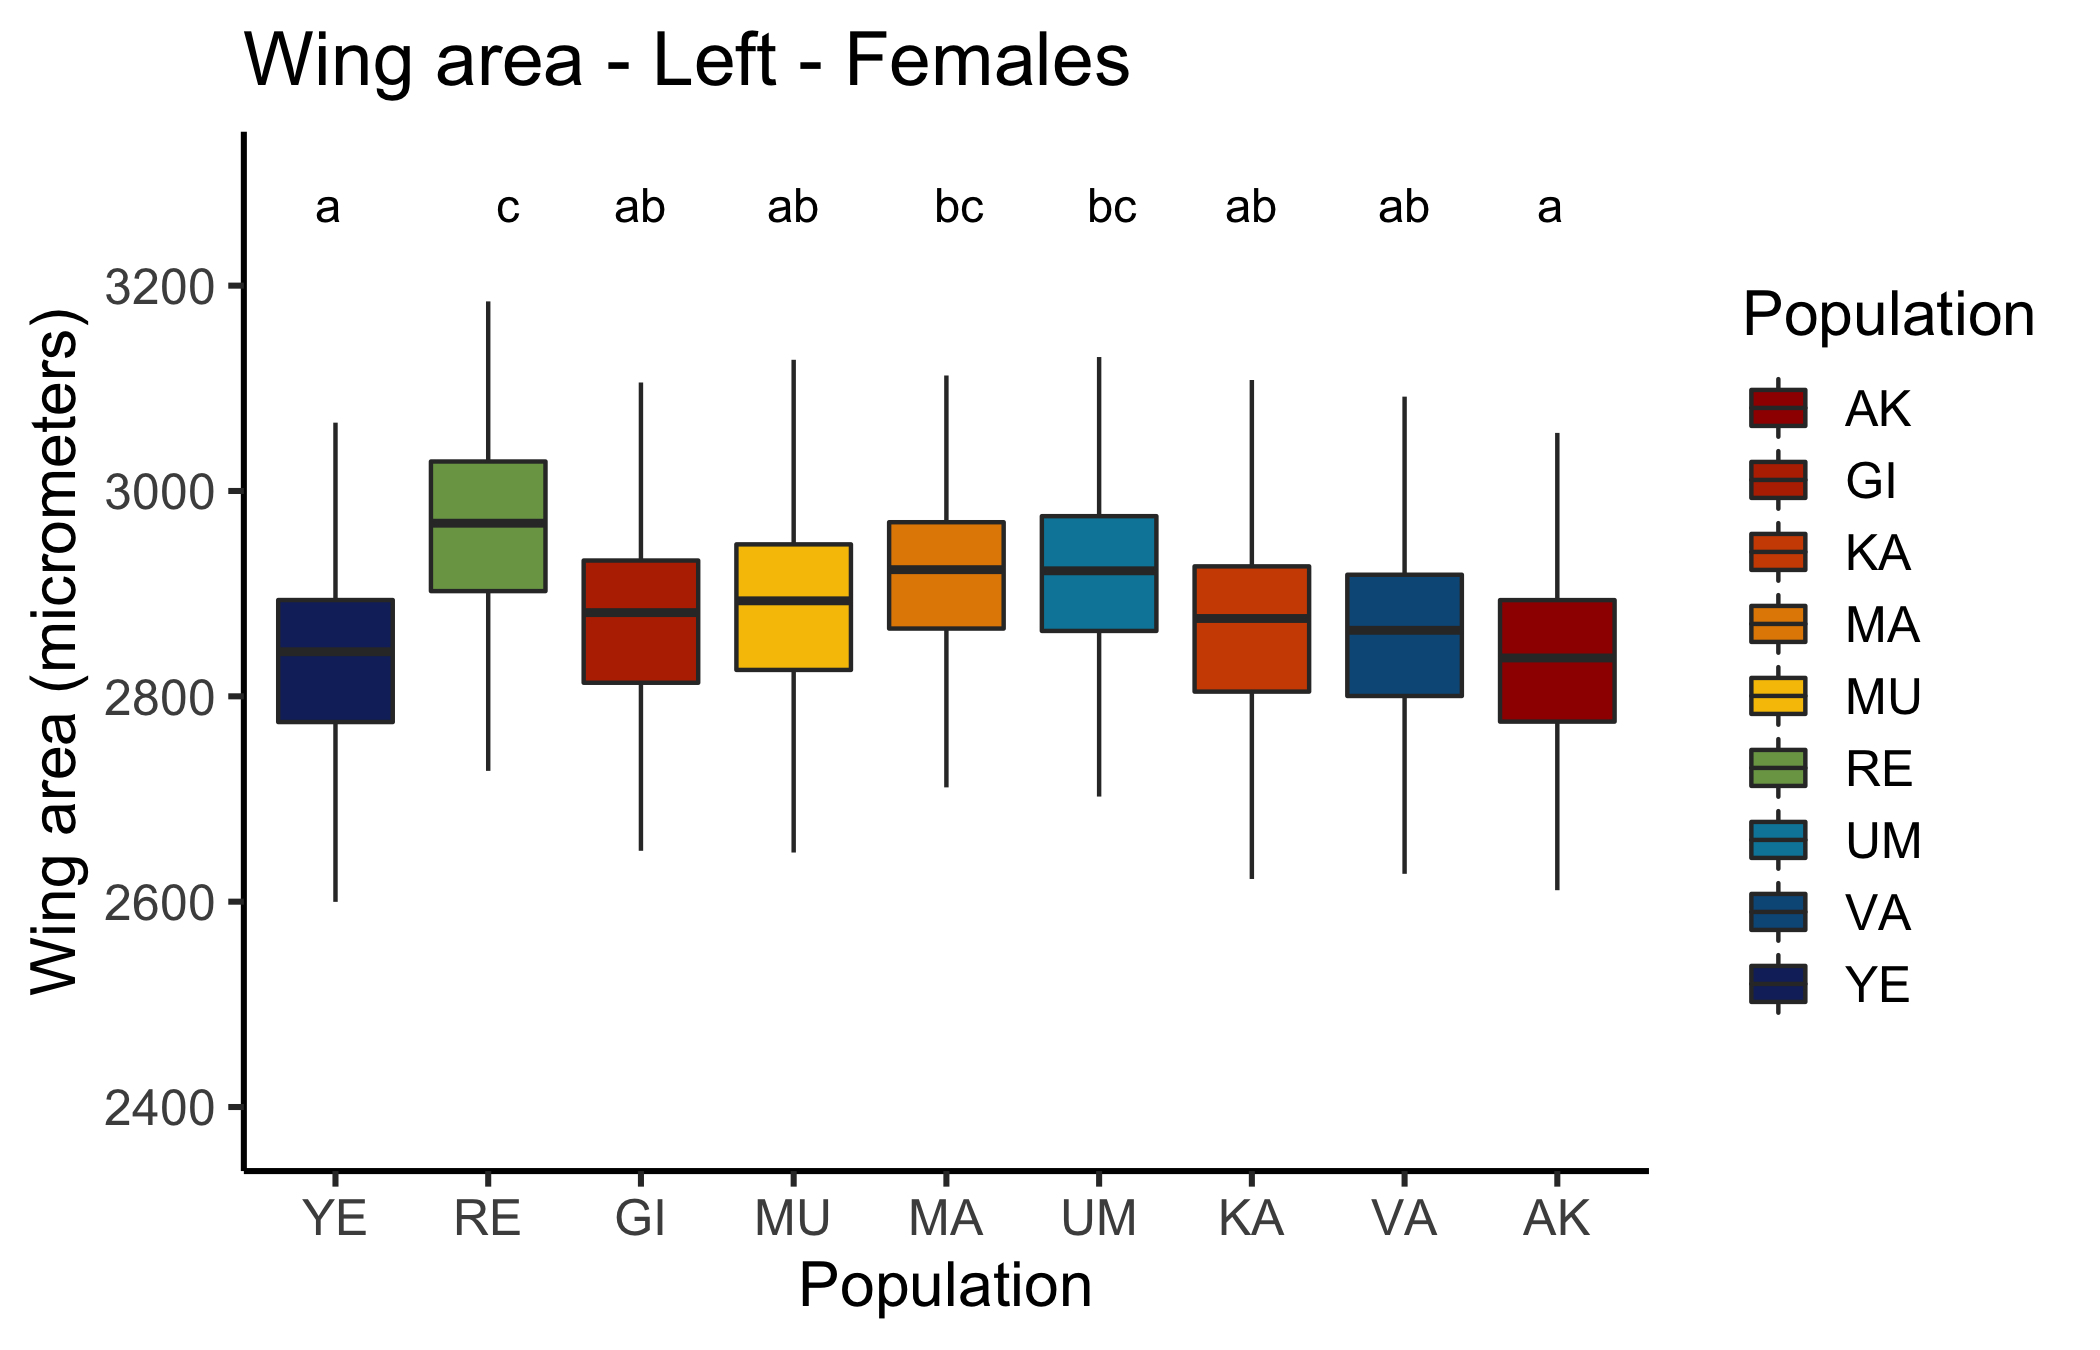 Wing area - Left - Females
a c ab ab bc bc ab ab a
3200
3000
2800
2600
2400
Wing area (micrometers)
YE RE GI MU MA UM KA VA AK
Population
Population
AK
GI
KA
MA
MU
RE
UM
VA
YE